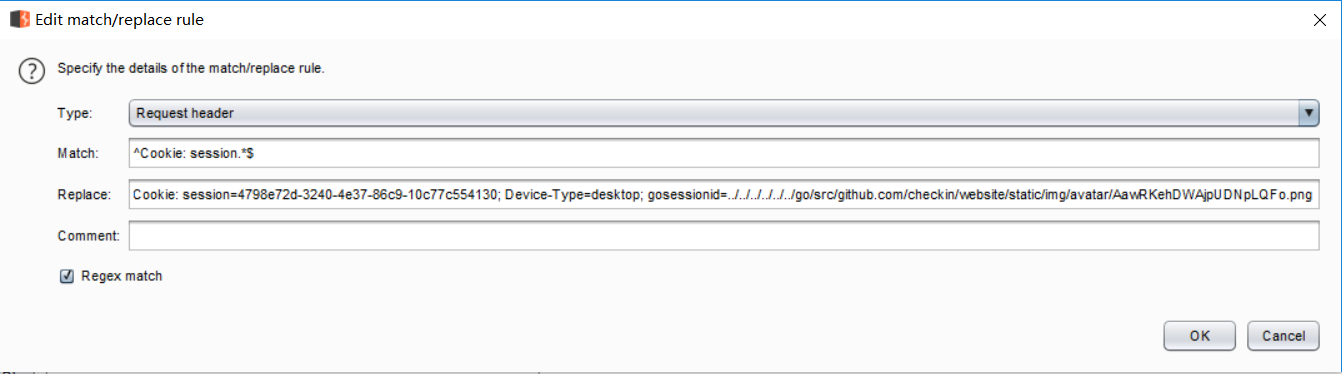 Edit match/replace rule
Specify the details of the match/replace rule.
Type: Request header
Match: ^Cookie: session.*$
Replace: Cookie: session=4798e72d-3240-4e37-86c9-10c77c554130; Device-Type=desktop; gosessionid=../../../../../../go/src/github.com/checkin/website/static/img/avatar/AawRKehDWAjpUDNpLQFo.png
Comment:
Regex match
OK Cancel